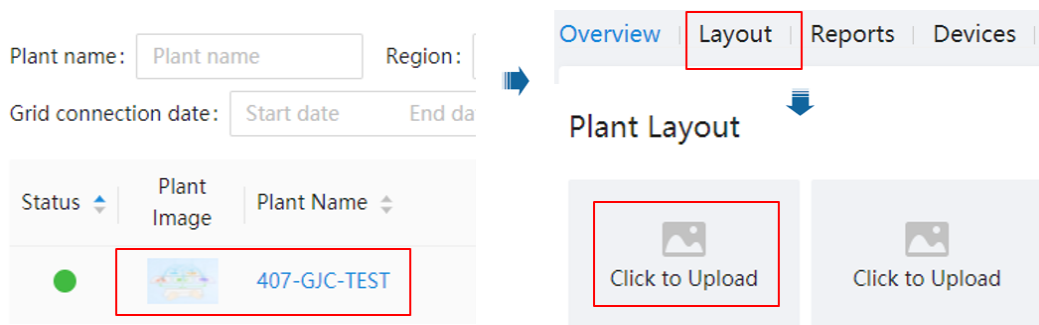 Plant name: Plant name Region:
Grid connection date: Start date End da
Status Plant Image Plant Name
407-GJC-TEST
Overview Layout Reports Devices
Plant Layout
Click to Upload Click to Upload